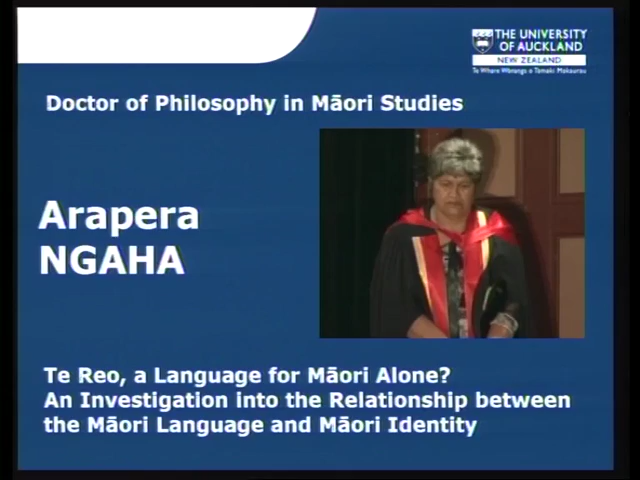 THE UNIVERSITY
OF AUCKLAND
NEW ZEALAND
Te Whare Wānanga o Tāmaki Makaurau
Doctor of Philosophy in Māori Studies
Arapera
NGAHA
Te Reo, a Language for Māori Alone?
An Investigation into the Relationship between
the Māori Language and Māori Identity